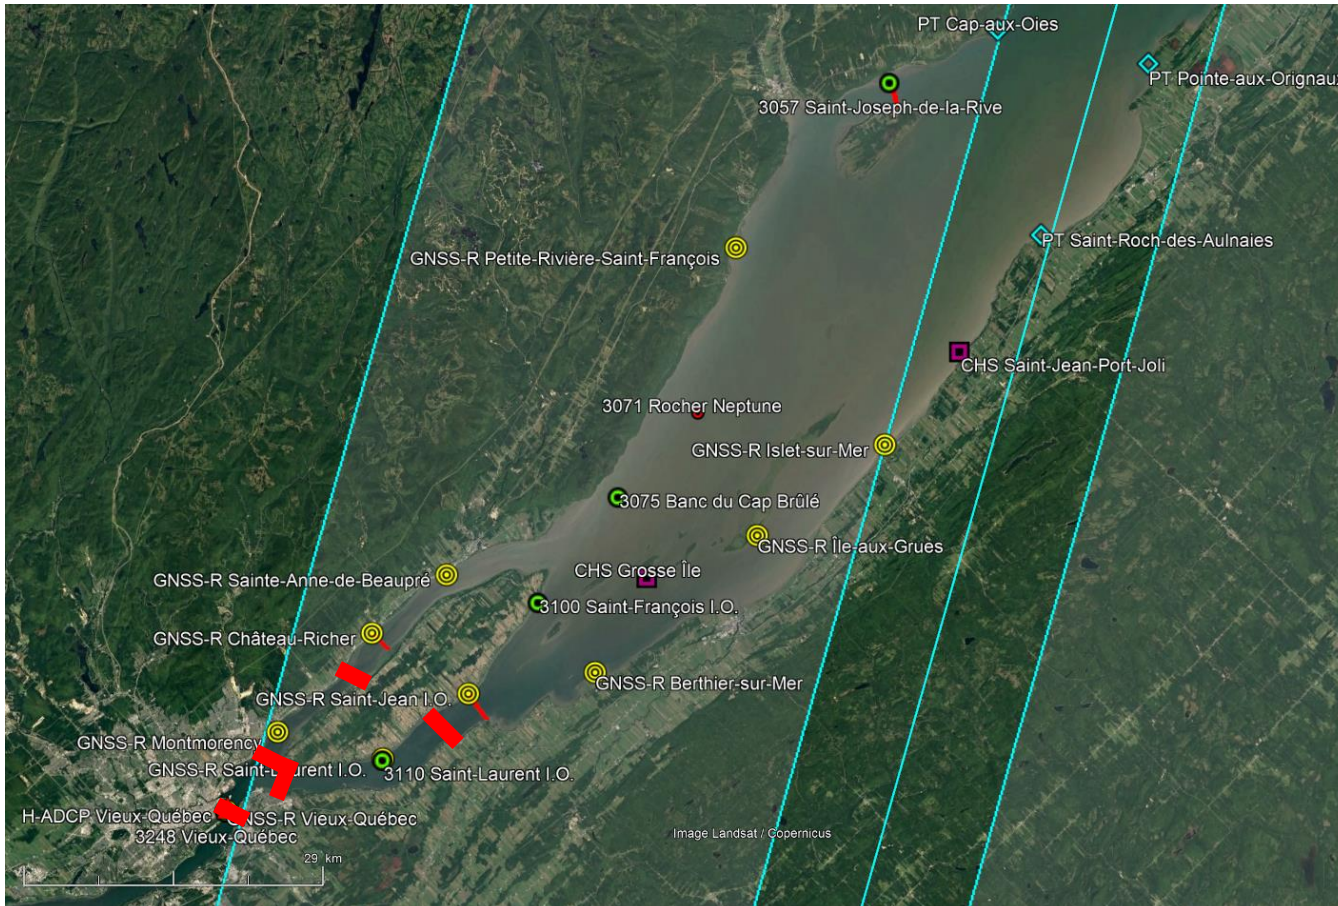 PT Cap-aux-Oies
PT Pointe-aux-Orignau
3057 Saint-Joseph-de-la-Rive
PT Saint-Roch-des-Aulnaies
GNSS-R Petite-Rivière-Saint-François
CHS Saint-Jean-Port-Joli
3071 Rocher Neptune
GNSS-R Islet-sur-Mer
3075 Banc du Cap Brûlé
GNSS-R Île-aux-Grues
CHS Grosse Île
GNSS-R Sainte-Anne-de-Beaupré
3100 Saint-François I.O.
GNSS-R Château-Richer
GNSS-R Berthier-sur-Mer
GNSS-R Saint-Jean I.O.
GNSS-R Montmorency
GNSS-R Saint-Laurent I.O.
3110 Saint-Laurent I.O.
H-ADCP Vieux-Québec
GNSS-R Vieux-Québec
3248 Vieux-Québec
Image Landsat / Copernicus
29 km